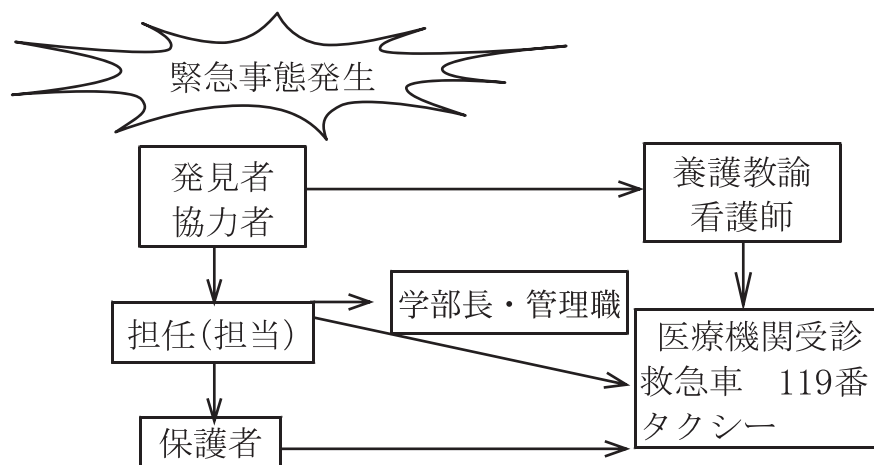 緊急事態発生
発見者
協力者
養護教諭
看護師
担任(担当)
学部長・管理職
医療機関受診
救急車　119番
タクシー
保護者